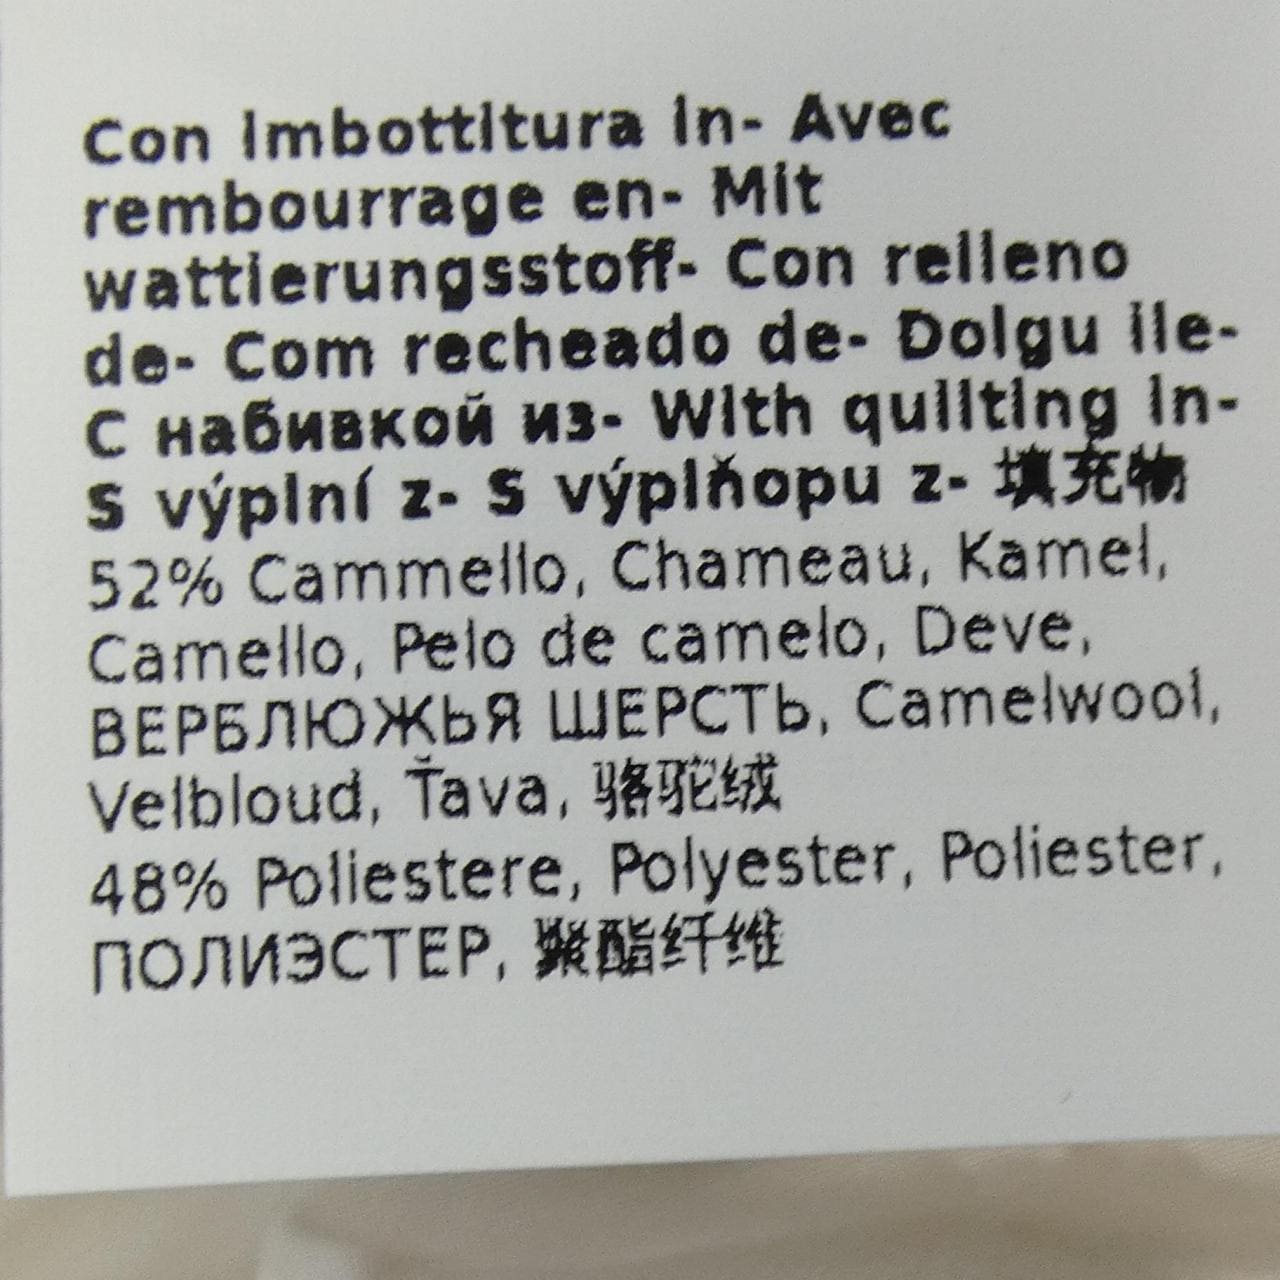 Con imbottitura in- Avec
rembourrage en- Mit
wattierungsstoff- Con relleno
de- Com recheado de- Dolgu ile-
С набивкой из- With quilting in-
S výplní z- S výplňopu z- 填充物
52% Cammello, Chameau, Kamel,
Camello, Pelo de camelo, Deve,
ВЕРБЛЮЖЬЯ ШЕРСТЬ, Camelwool,
Velbloud, Ťava, 骆驼绒
48% Poliestere, Polyester, Poliester,
ПОЛИЭСТЕР, 聚酯纤维